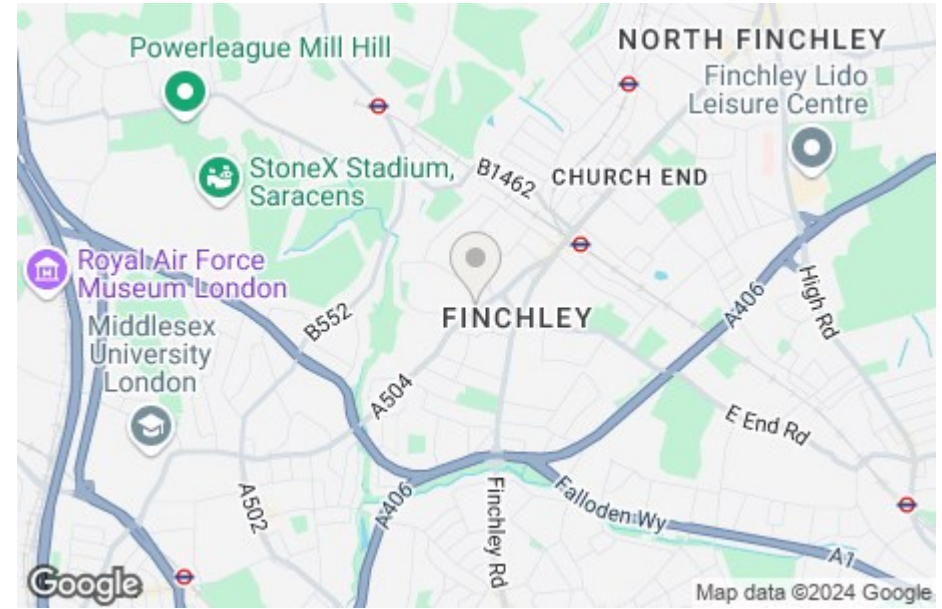 Powerleague Mill Hill
NORTH FINCHLEY
Finchley Lido
Leisure Centre
StoneX Stadium,
Saracens
B1462
CHURCH END
Royal Air Force
Museum London
FINCHLEY
A406
High Rd
B552
Middlesex
University
London
A504
E End Rd
A502
A406
Finchley Rd
Falloden Wy
A1
Google
Map data ©2024 Google